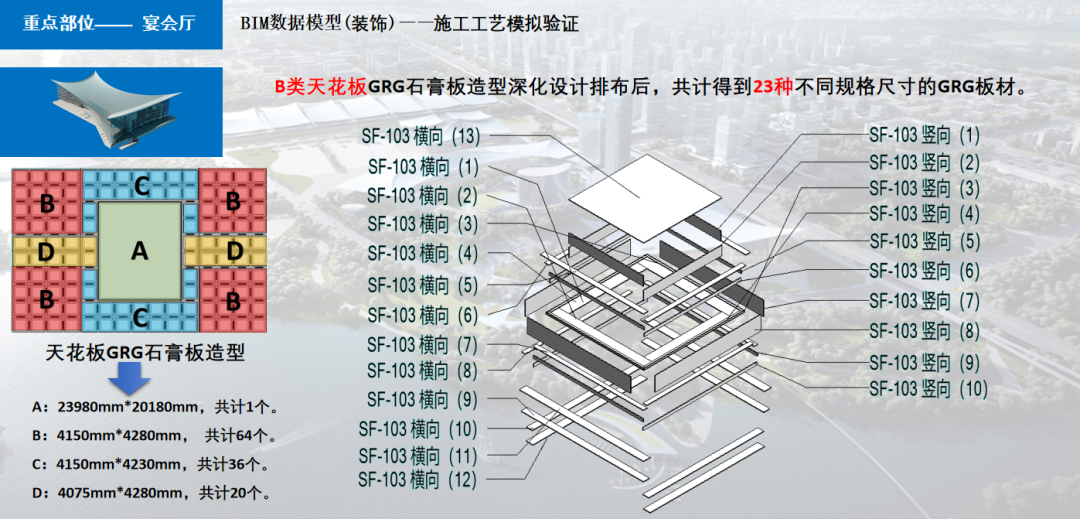 重点部位—— 宴会厅
BIM数据模型(装饰)——施工工艺模拟验证
B类天花板GRG石膏板造型深化设计排布后，共计得到23种不同规格尺寸的GRG板材。
B
C
B
D
A
D
B
C
B
天花板GRG石膏板造型
A：23980mm*20180mm，共计1个。
B：4150mm*4280mm， 共计64个。
C：4150mm*4230mm，共计36个。
D：4075mm*4280mm，共计20个。
SF-103 横向 (13)
SF-103 横向 (1)
SF-103 横向 (2)
SF-103 横向 (3)
SF-103 横向 (4)
SF-103 横向 (5)
SF-103 横向 (6)
SF-103 横向 (7)
SF-103 横向 (8)
SF-103 横向 (9)
SF-103 横向 (10)
SF-103 横向 (11)
SF-103 横向 (12)
SF-103 竖向 (1)
SF-103 竖向 (2)
SF-103 竖向 (3)
SF-103 竖向 (4)
SF-103 竖向 (5)
SF-103 竖向 (6)
SF-103 竖向 (7)
SF-103 竖向 (8)
SF-103 竖向 (9)
SF-103 竖向 (10)